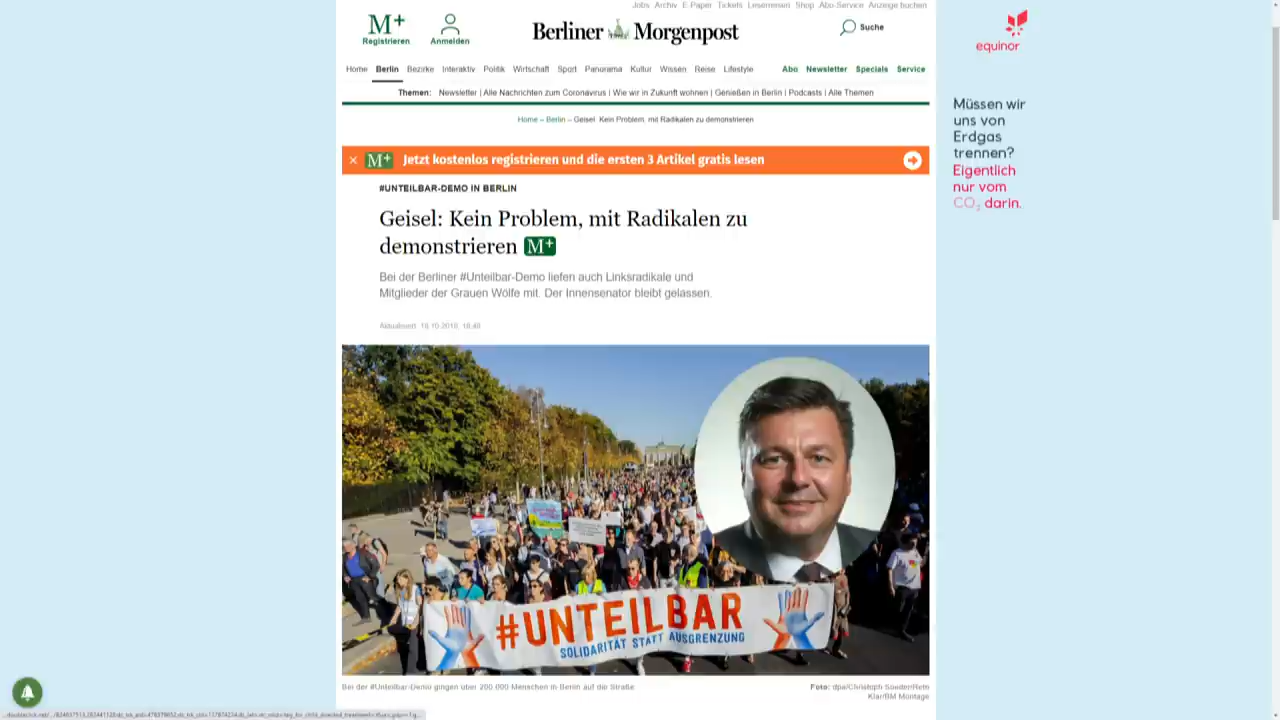 Jobs Archiv E-Paper Tickets Leserreisen Shop Abo-Service Anzeige buchen
M+
Registrieren
Anmelden
Berliner Morgenpost
Suche
Home Berlin Bezirke Interaktiv Politik Wirtschaft Sport Panorama Kultur Wissen Reise Lifestyle Abo Newsletter Specials Service
Themen: Newsletter | Alle Nachrichten zum Coronavirus | Wie wir in Zukunft wohnen | Genießen in Berlin | Podcasts | Alle Themen
Home – Berlin – Geisel: Kein Problem, mit Radikalen zu demonstrieren
× M+ Jetzt kostenlos registrieren und die ersten 3 Artikel gratis lesen
#UNTEILBAR-DEMO IN BERLIN
Geisel: Kein Problem, mit Radikalen zu
demonstrieren M+
Bei der Berliner #Unteilbar-Demo liefen auch Linksradikale und
Mitglieder der Grauen Wölfe mit. Der Innensenator bleibt gelassen.
#UNTEILBAR
SOLIDARITÄT STATT AUSGRENZUNG
Bei der #Unteilbar-Demo gingen über 200.000 Menschen in Berlin auf die Straße
Foto: dpa/Christoph Soeder/Reto
Klar/BM Montage
equinor
Müssen wir
uns von
Erdgas
trennen?
Eigentlich
nur vom
CO₂ darin.